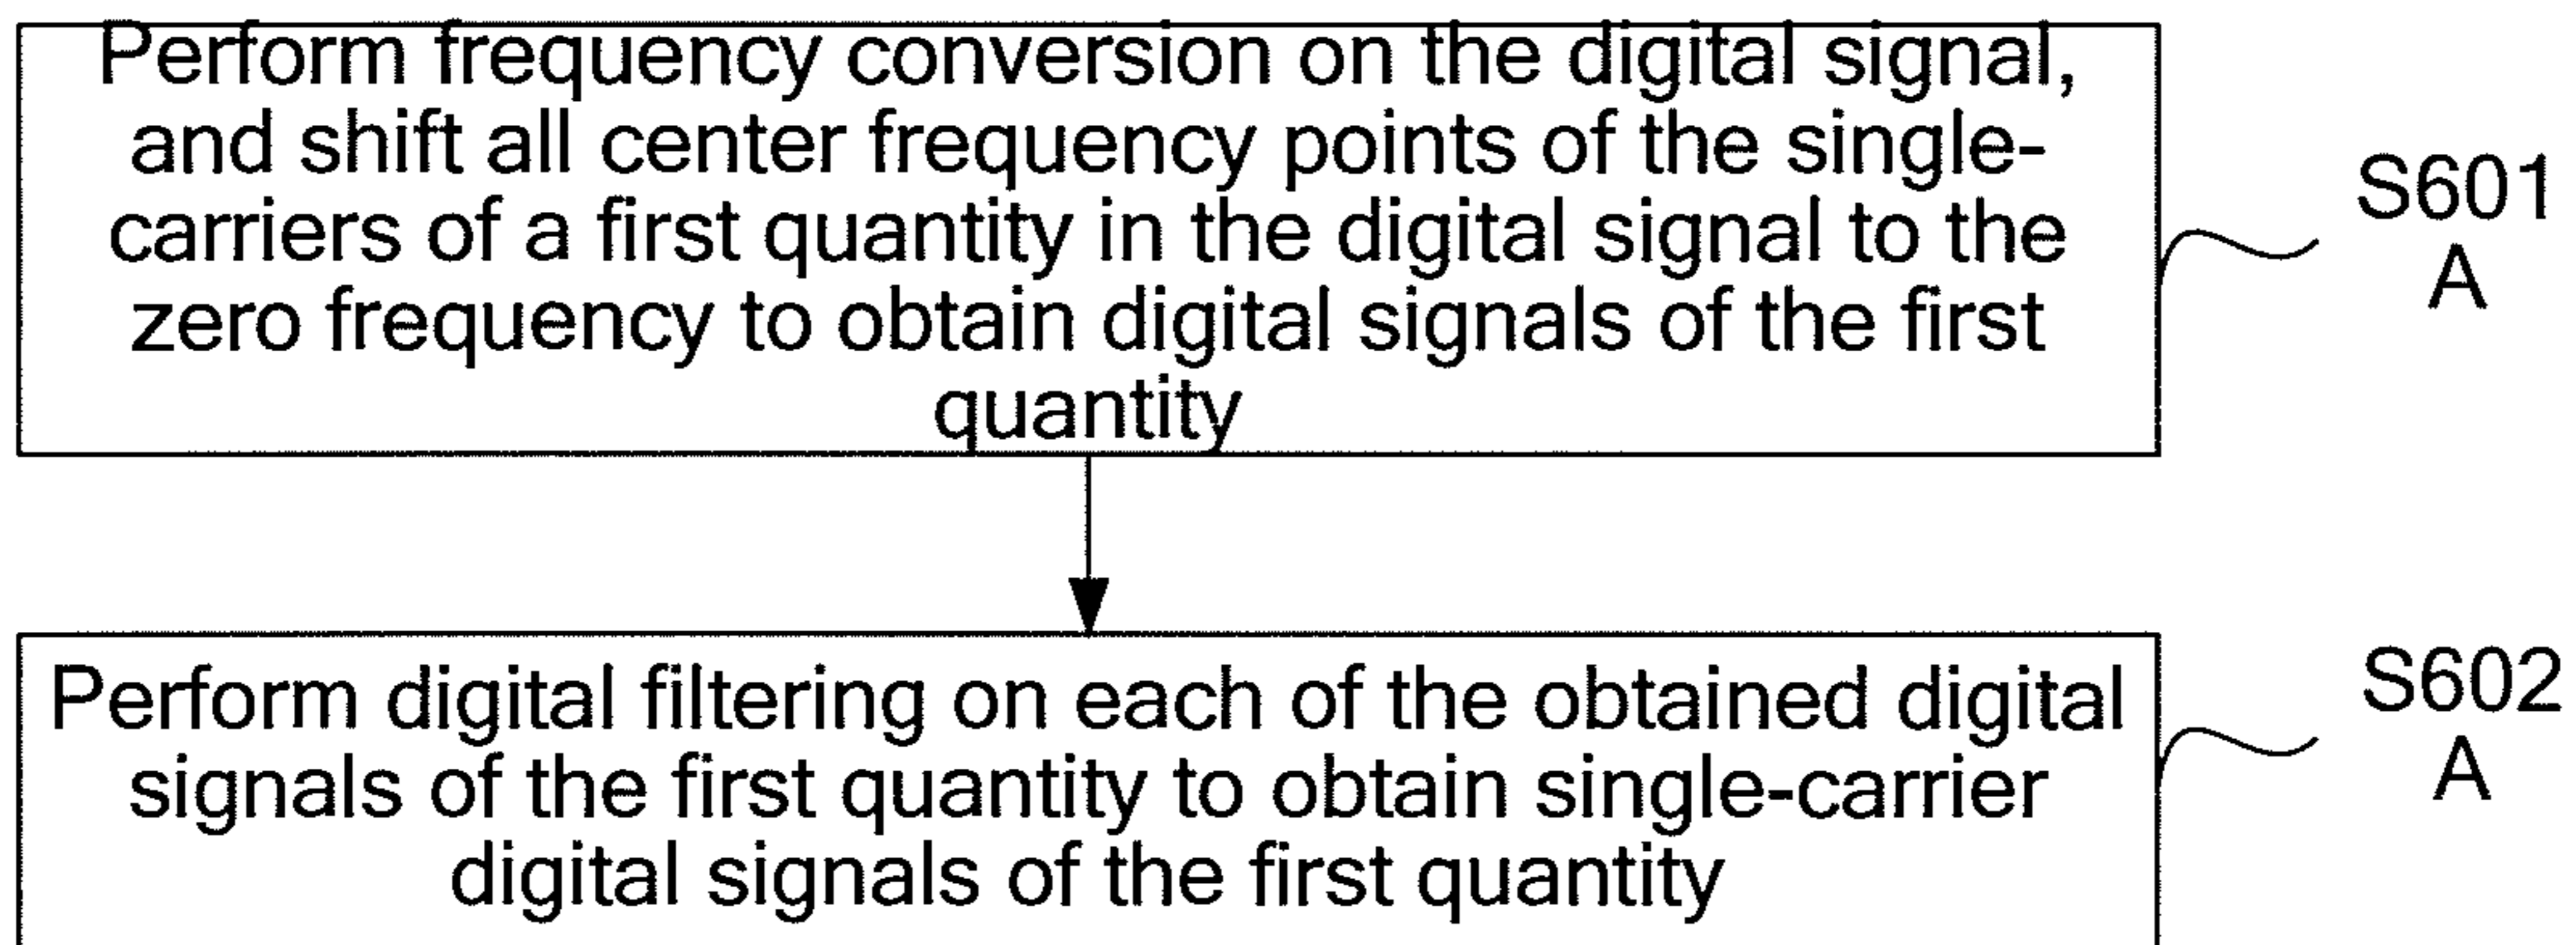 Perform frequency conversion on the digital signal,
and shift all center frequency points of the single-
carriers of a first quantity in the digital signal to the
zero frequency to obtain digital signals of the first
quantity
S601
A
Perform digital filtering on each of the obtained digital
signals of the first quantity to obtain single-carrier
digital signals of the first quantity
S602
A